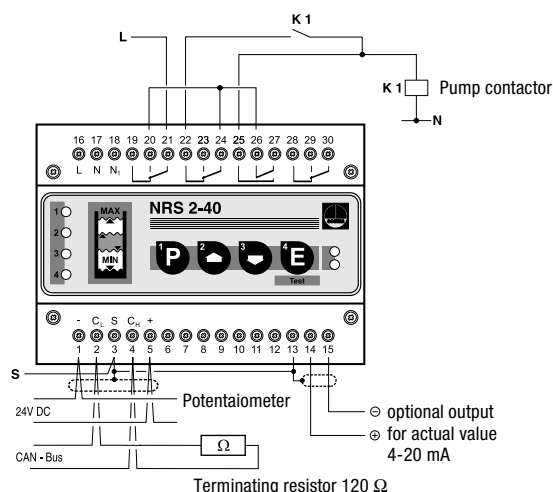 K 1
L
K 1 Pump contactor
N
16 17 18 19 20 21 22 23 24 25 26 27 28 29 30
L N N1
NRS 2-40
MAX
MIN
1
2
3
4
1 P
2
3
4 E
Test
- CL S CH +
1 2 3 4 5 6 7 8 9 10 11 12 13 14 15
S
Potentaiometer
24V DC
⊖ optional output
⊕ for actual value
4-20 mA
Ω
CAN - Bus
Terminating resistor 120 Ω